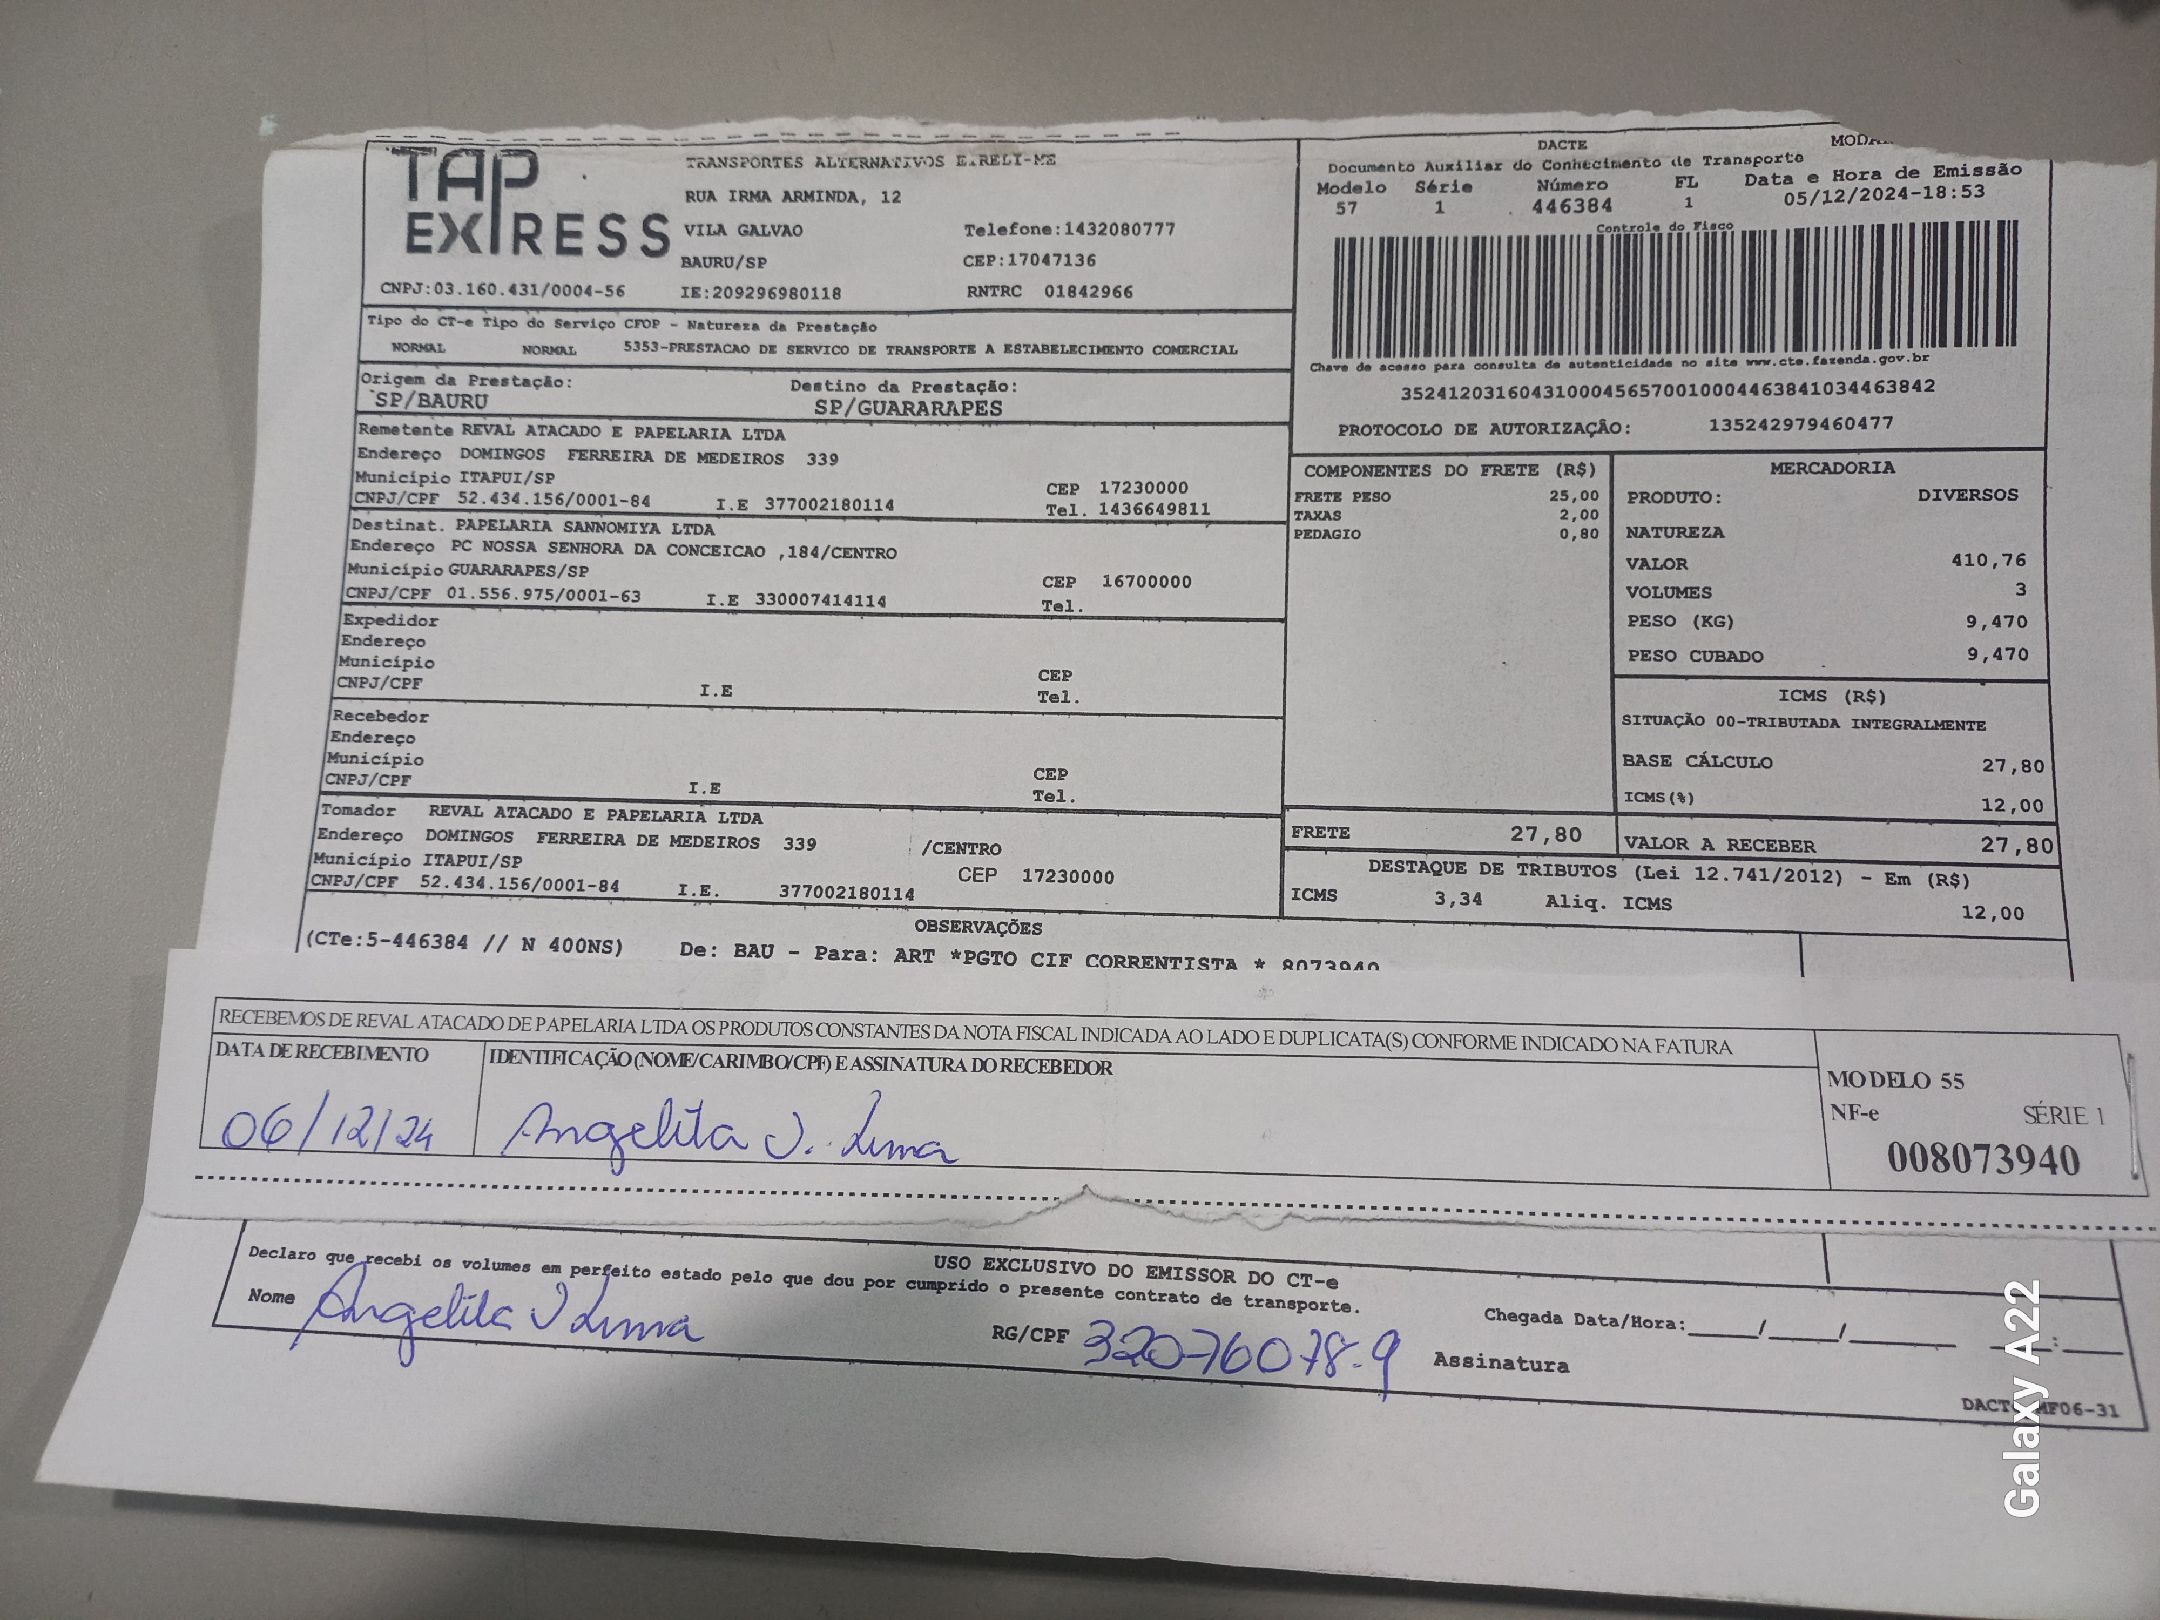 TAP EXPRESS
TRANSPORTES ALTERNATIVOS EIRELI-ME
RUA IRMA ARMINDA, 12
VILA GALVAO Telefone:1432080777
BAURU/SP CEP:17047136
CNPJ:03.160.431/0004-56 IE:209296980118 RNTRC 01842966
DACTE
Documento Auxiliar do Conhecimento de Transporte
Modelo Série Número FL Data e Hora de Emissão
57 1 446384 1 05/12/2024-18:53
Controle do Fisco
Chave de acesso para consulta de autenticidade no site www.cte.fazenda.gov.br
35241203160431000456570010004463841034463842
PROTOCOLO DE AUTORIZAÇÃO: 135242979460477
Tipo do CT-e Tipo do Serviço CFOP - Natureza da Prestação
NORMAL NORMAL 5353-PRESTACAO DE SERVICO DE TRANSPORTE A ESTABELECIMENTO COMERCIAL
Origem da Prestação: Destino da Prestação:
SP/BAURU SP/GUARARAPES
Remetente REVAL ATACADO E PAPELARIA LTDA
Endereço DOMINGOS FERREIRA DE MEDEIROS 339
Município ITAPUI/SP CEP 17230000
CNPJ/CPF 52.434.156/0001-84 I.E 377002180114 Tel. 1436649811
Destinat. PAPELARIA SANNOMIYA LTDA
Endereço PC NOSSA SENHORA DA CONCEICAO ,184/CENTRO
Município GUARARAPES/SP CEP 16700000
CNPJ/CPF 01.556.975/0001-63 I.E 330007414114 Tel.
Expedidor
Endereço
Município CEP
CNPJ/CPF I.E Tel.
Recebedor
Endereço
Município CEP
CNPJ/CPF I.E Tel.
Tomador REVAL ATACADO E PAPELARIA LTDA
Endereço DOMINGOS FERREIRA DE MEDEIROS 339 /CENTRO
Município ITAPUI/SP CEP 17230000
CNPJ/CPF 52.434.156/0001-84 I.E. 377002180114
COMPONENTES DO FRETE (R$)
FRETE PESO 25,00
TAXAS 2,00
PEDAGIO 0,80
FRETE 27,80
MERCADORIA
PRODUTO: DIVERSOS
NATUREZA
VALOR 410,76
VOLUMES 3
PESO (KG) 9,470
PESO CUBADO 9,470
ICMS (R$)
SITUAÇÃO 00-TRIBUTADA INTEGRALMENTE
BASE CÁLCULO 27,80
ICMS(%) 12,00
VALOR A RECEBER 27,80
DESTAQUE DE TRIBUTOS (Lei 12.741/2012) - Em (R$)
ICMS 3,34 Aliq. ICMS 12,00
OBSERVAÇÕES
(CTe:5-446384 // N 400NS) De: BAU - Para: ART *PGTO CIF CORRENTISTA * 8073940
RECEBEMOS DE REVAL ATACADO DE PAPELARIA LTDA OS PRODUTOS CONSTANTES DA NOTA FISCAL INDICADA AO LADO E DUPLICATA(S) CONFORME INDICADO NA FATURA
DATA DE RECEBIMENTO IDENTIFICAÇÃO (NOME/CARIMBO/CPF) E ASSINATURA DO RECEBEDOR
06/12/24 Angelita J. Lima
MODELO 55
NF-e SÉRIE 1
008073940
USO EXCLUSIVO DO EMISSOR DO CT-e
Declaro que recebi os volumes em perfeito estado pelo que dou por cumprido o presente contrato de transporte.
Nome Angelita J Lima RG/CPF 32076078-9 Chegada Data/Hora:_____/_____/_______ ____:____
Assinatura
Galaxy A22